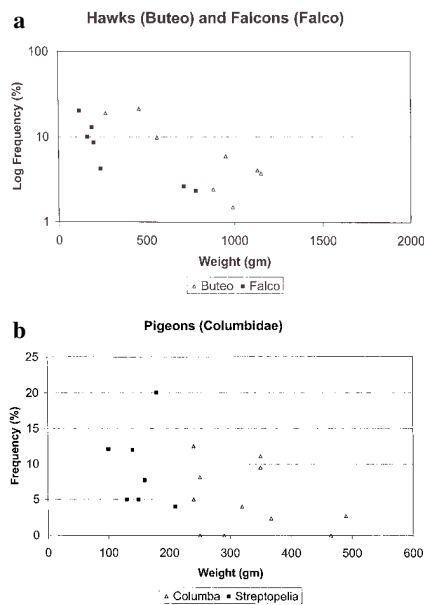 a
Hawks (Buteo) and Falcons (Falco)
Log Frequency (%)
100
10
1
0 500 1000 1500 2000
Weight (gm)
△ Buteo ■ Falco
b
Pigeons (Columbidae)
Frequency (%)
25
20
15
10
5
0
0 100 200 300 400 500 600
Weight (gm)
△ Columba ■ Streptopelia